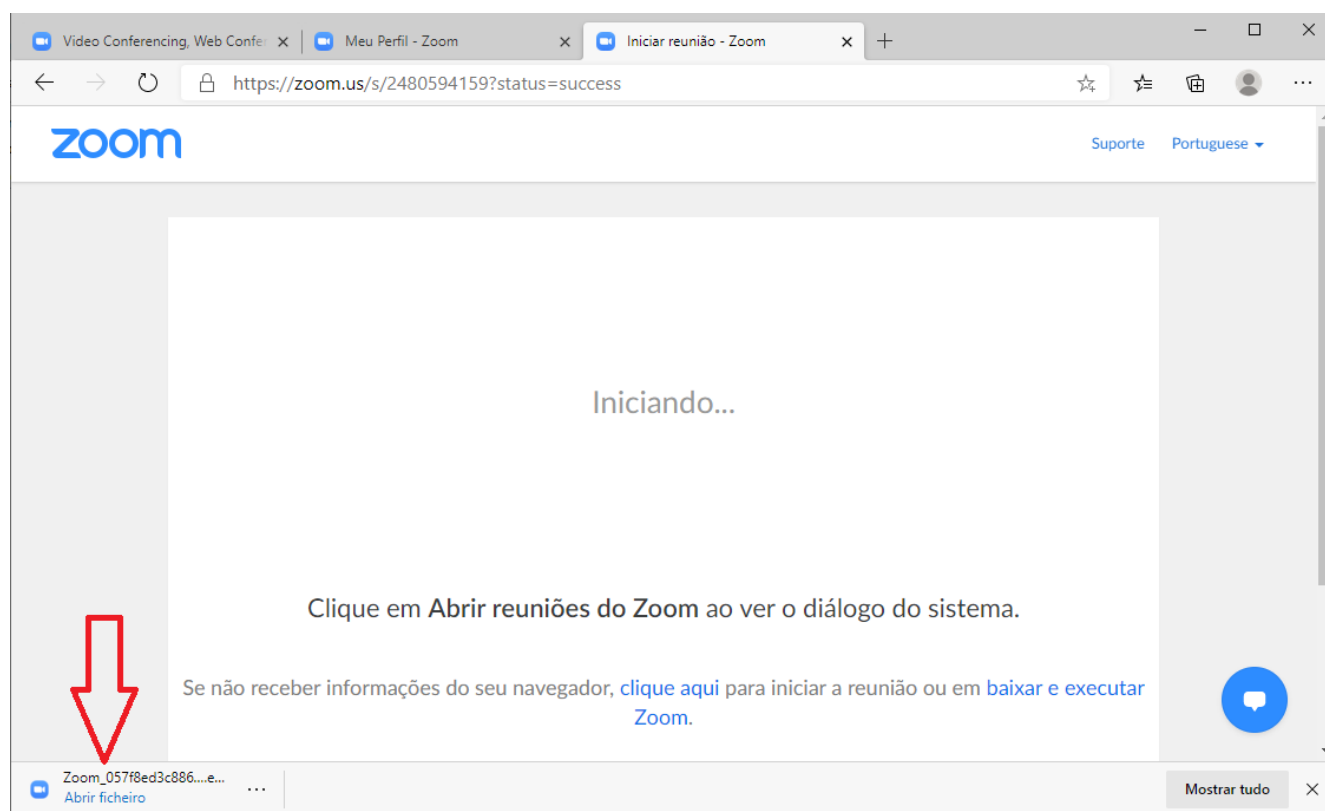 Video Conferencing, Web Confer
Meu Perfil - Zoom
Iniciar reunião - Zoom
https://zoom.us/s/2480594159?status=success
zoom
Suporte
Portuguese
Iniciando...
Clique em Abrir reuniões do Zoom ao ver o diálogo do sistema.
Se não receber informações do seu navegador, clique aqui para iniciar a reunião ou em baixar e executar
Zoom.
Zoom_057f8ed3c886....e...
Abrir ficheiro
Mostrar tudo